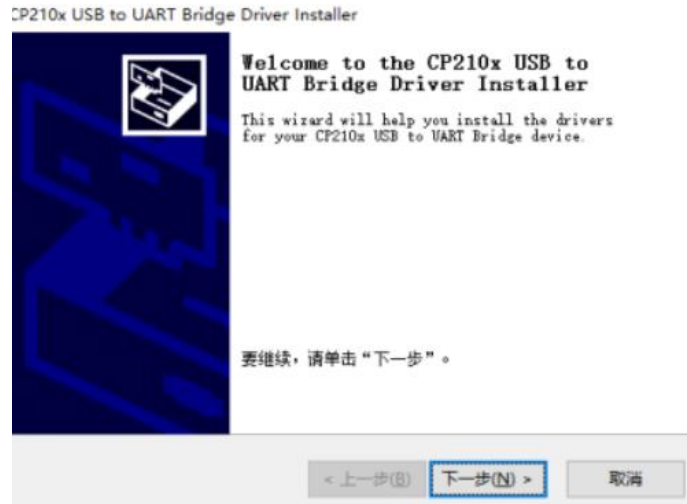 CP210x USB to UART Bridge Driver Installer
Welcome to the CP210x USB to
UART Bridge Driver Installer
This wizard will help you install the drivers
for your CP210x USB to UART Bridge device.
要继续，请单击“下一步”。
< 上一步(B)
下一步(N) >
取消